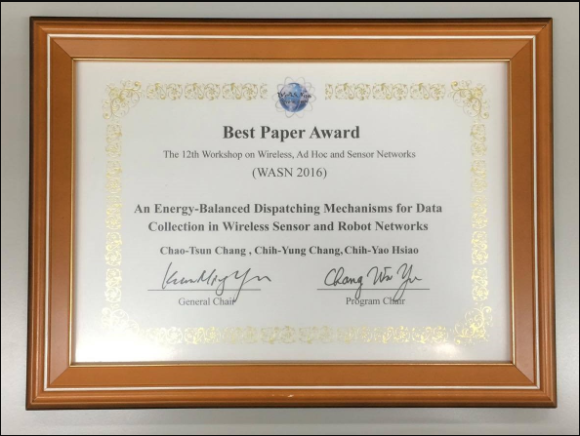 WASN
Best Paper Award
The 12th Workshop on Wireless, Ad Hoc and Sensor Networks
(WASN 2016)
An Energy-Balanced Dispatching Mechanisms for Data
Collection in Wireless Sensor and Robot Networks
Chao-Tsun Chang , Chih-Yung Chang, Chih-Yao Hsiao
Chang Wu Yu
General Chair Program Chair